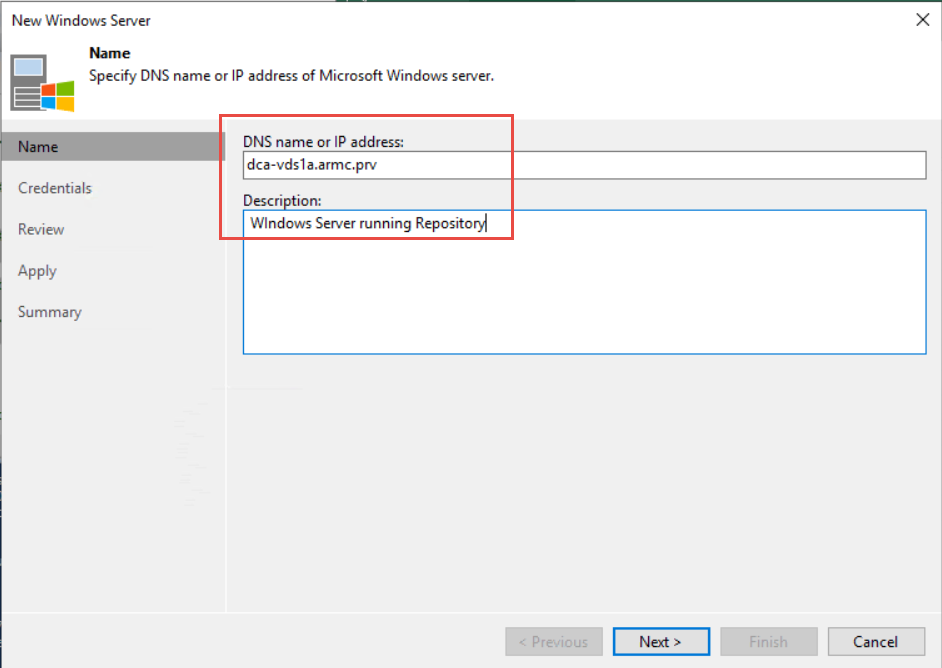 New Windows Server
Name
Specify DNS name or IP address of Microsoft Windows server.
Name
Credentials
Review
Apply
Summary
DNS name or IP address:
dca-vds1a.armc.prv
Description:
WIndows Server running Repository
< Previous
Next >
Finish
Cancel